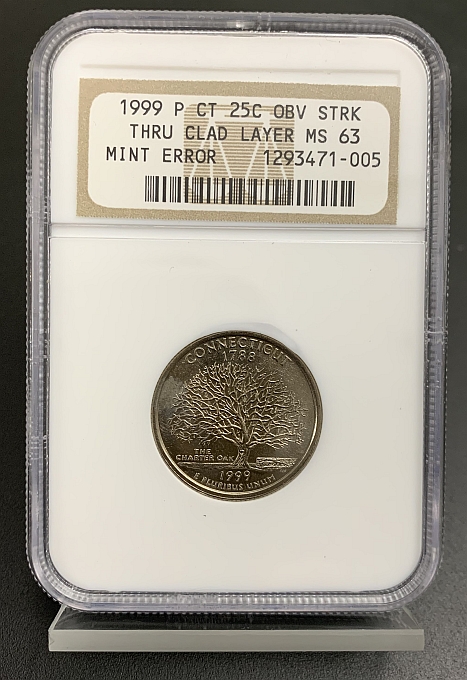 1999 P CT 25C OBV STRK
THRU CLAD LAYER MS 63
MINT ERROR 1293471-005
CONNECTICUT
1788
THE
CHARTER OAK
1999
E PLURIBUS UNUM